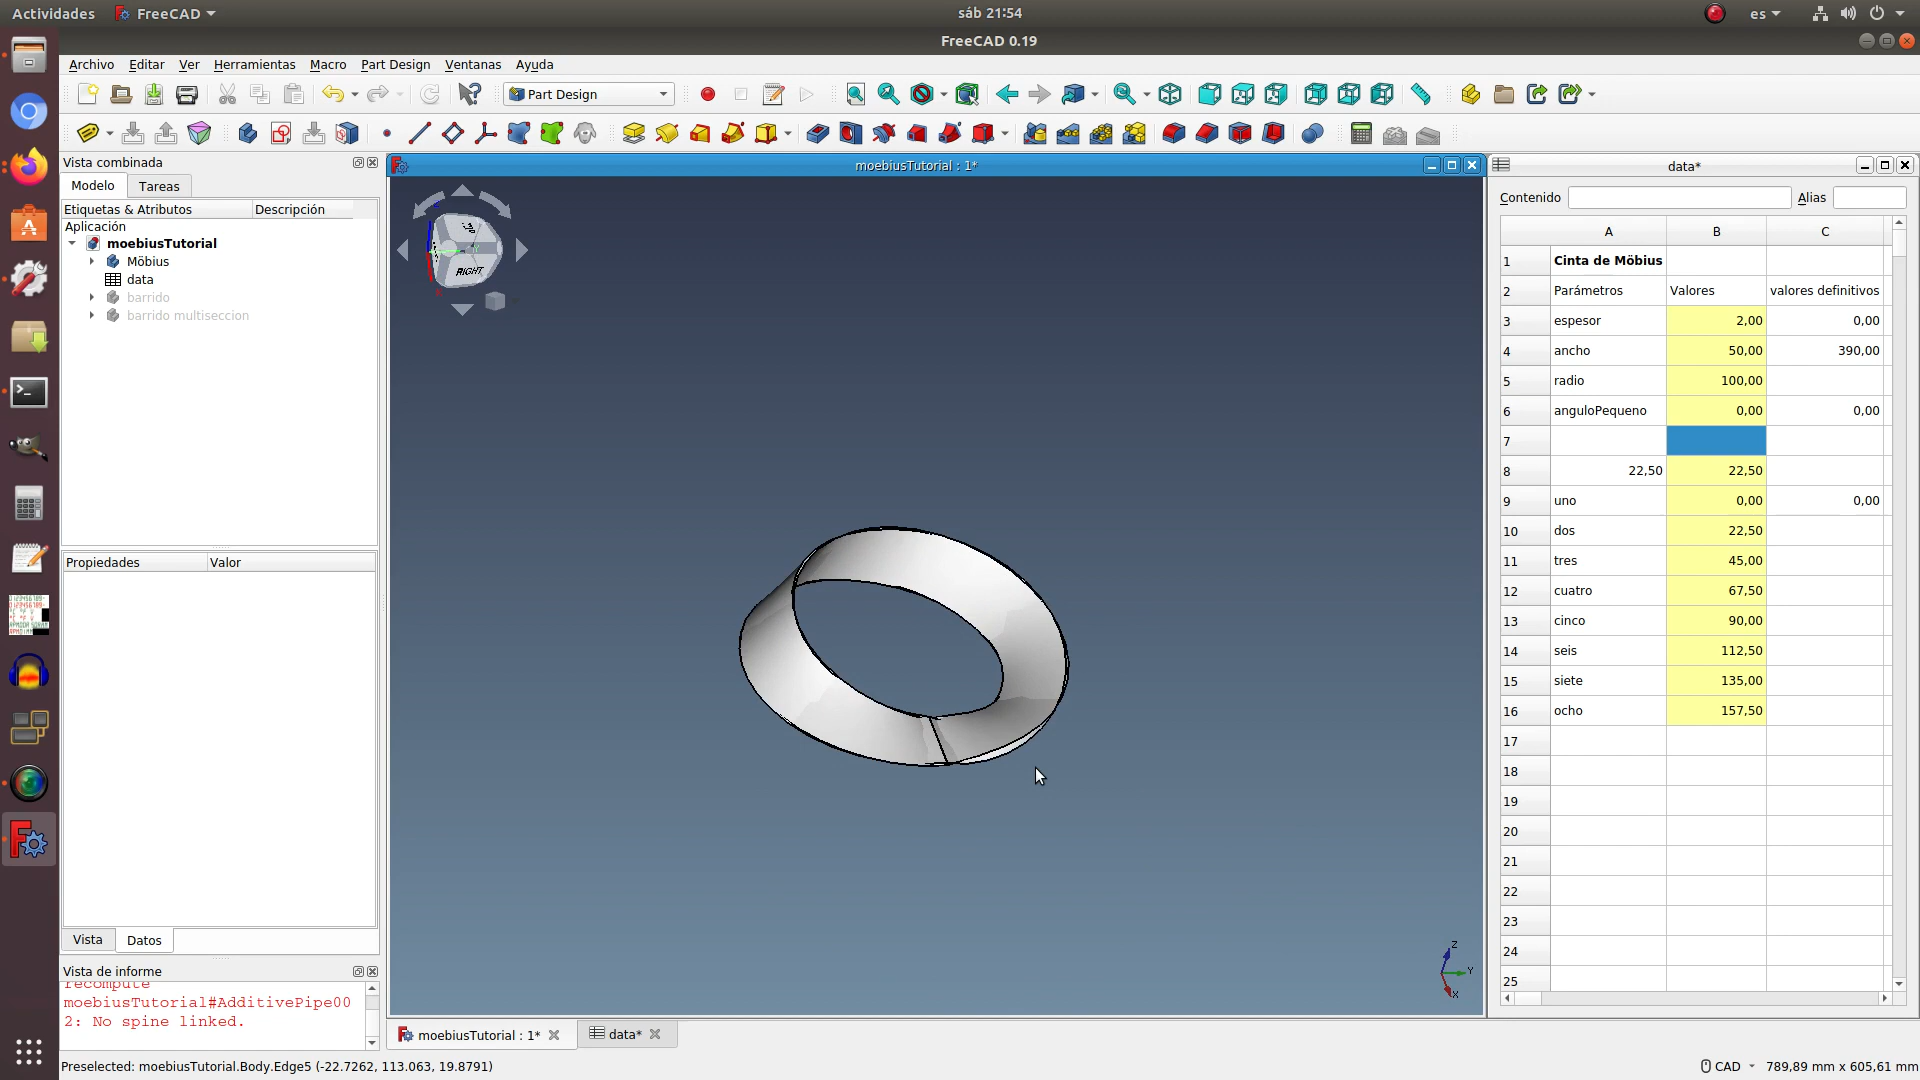 Actividades FreeCAD sáb 21:54 es
FreeCAD 0.19
Archivo Editar Ver Herramientas Macro Part Design Ventanas Ayuda
Part Design
Vista combinada
Modelo Tareas
Etiquetas & Atributos Descripción
Aplicación
moebiusTutorial
Möbius
data
barrido
barrido multiseccion
Propiedades Valor
Vista Datos
Vista de informe
recompute
moebiusTutorial#AdditivePipe00
2: No spine linked.
moebiusTutorial : 1*
RIGHT
Z
Y
X
data*
Contenido Alias
A B C
1 Cinta de Möbius
2 Parámetros Valores valores definitivos
3 espesor 2,00 0,00
4 ancho 50,00 390,00
5 radio 100,00
6 anguloPequeno 0,00 0,00
7
8 22,50 22,50
9 uno 0,00 0,00
10 dos 22,50
11 tres 45,00
12 cuatro 67,50
13 cinco 90,00
14 seis 112,50
15 siete 135,00
16 ocho 157,50
17
18
19
20
21
22
23
24
25
moebiusTutorial : 1* data*
Preselected: moebiusTutorial.Body.Edge5 (-22.7262, 113.063, 19.8791) CAD 789,89 mm x 605,61 mm